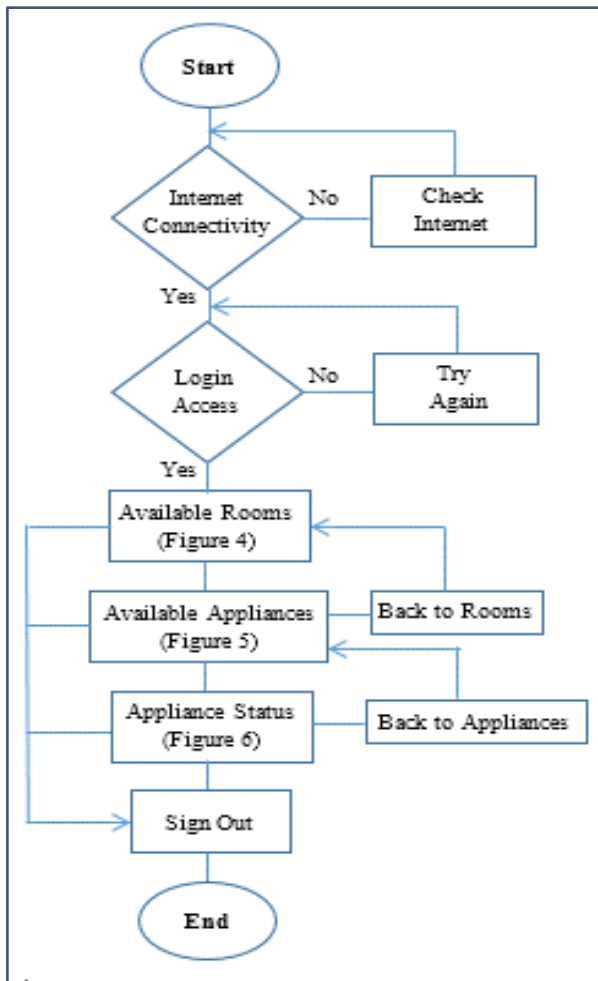 Start
Internet
Connectivity
No
Check
Internet
Yes
Login
Access
No
Try
Again
Yes
Available Rooms
(Figure 4)
Available Appliances
(Figure 5)
Back to Rooms
Appliance Status
(Figure 6)
Back to Appliances
Sign Out
End